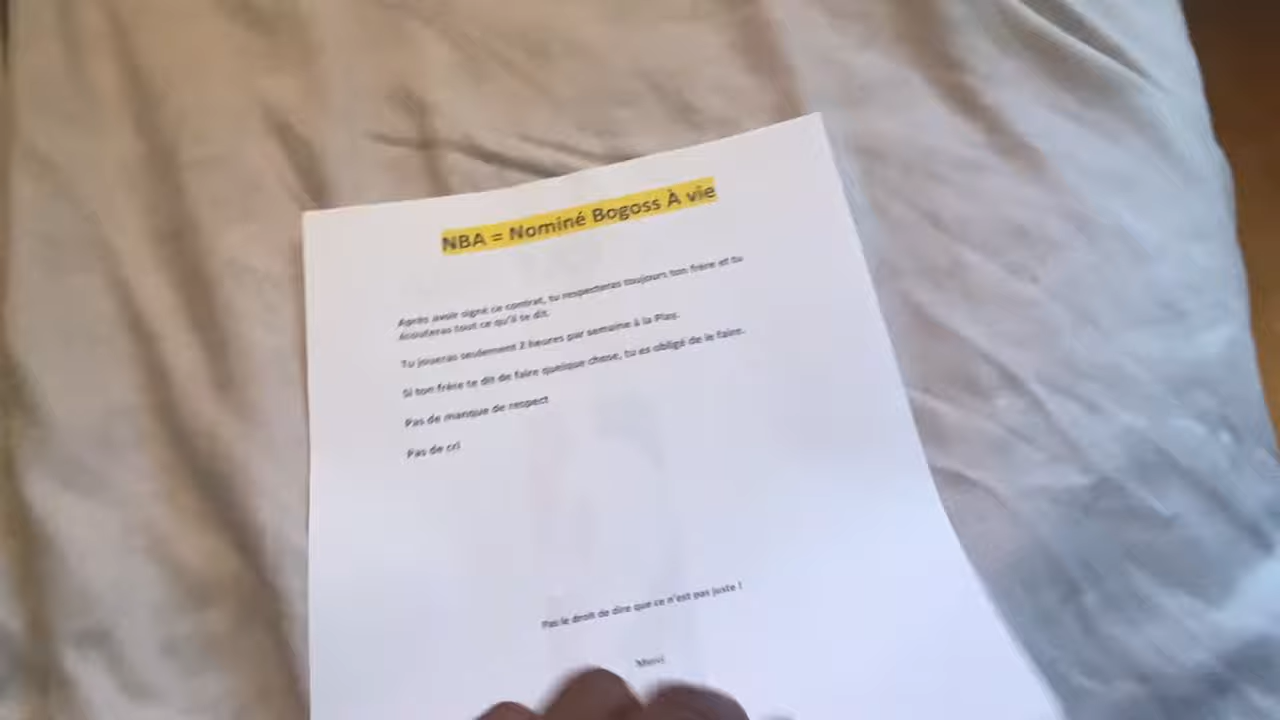 NBA = Nominé Bogoss À vie
Après avoir signé ce contrat, tu respecteras toujours ton frère et tu
écouteras tout ce qu'il te dit.
Tu joueras seulement 2 heures par semaine à la Play.
Si ton frère te dit de faire quelque chose, tu es obligé de le faire.
Pas de manque de respect
Pas de cri
Pas le droit de dire que ce n'est pas juste !
Merci